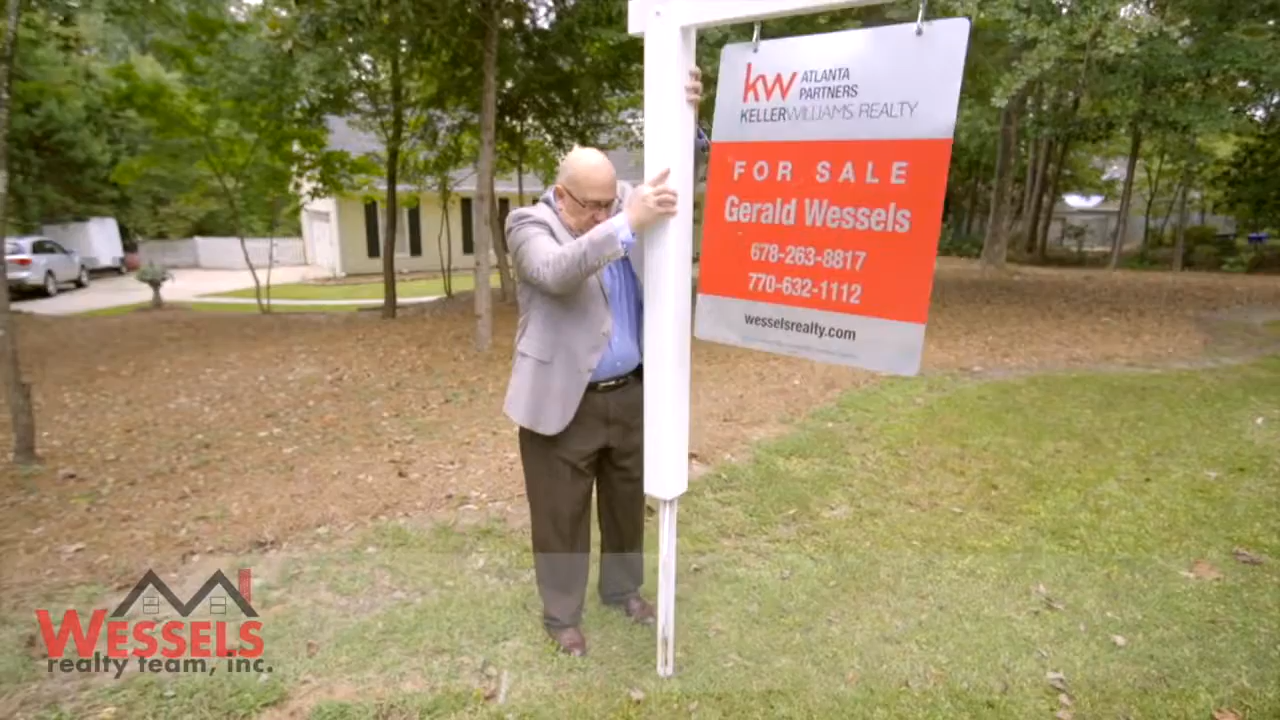 kw ATLANTA
PARTNERS
KELLERWILLIAMS REALTY
FOR SALE
Gerald Wessels
678-263-8817
770-632-1112
wesselsrealty.com
WESSELS
realty team, inc.